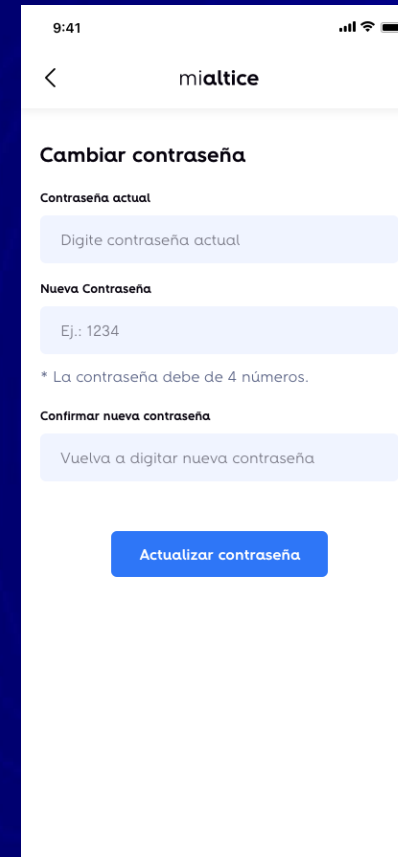 9:41
mialtice
Cambiar contraseña
Contraseña actual
Digite contraseña actual
Nueva Contraseña
Ej.: 1234
* La contraseña debe de 4 números.
Confirmar nueva contraseña
Vuelva a digitar nueva contraseña
Actualizar contraseña